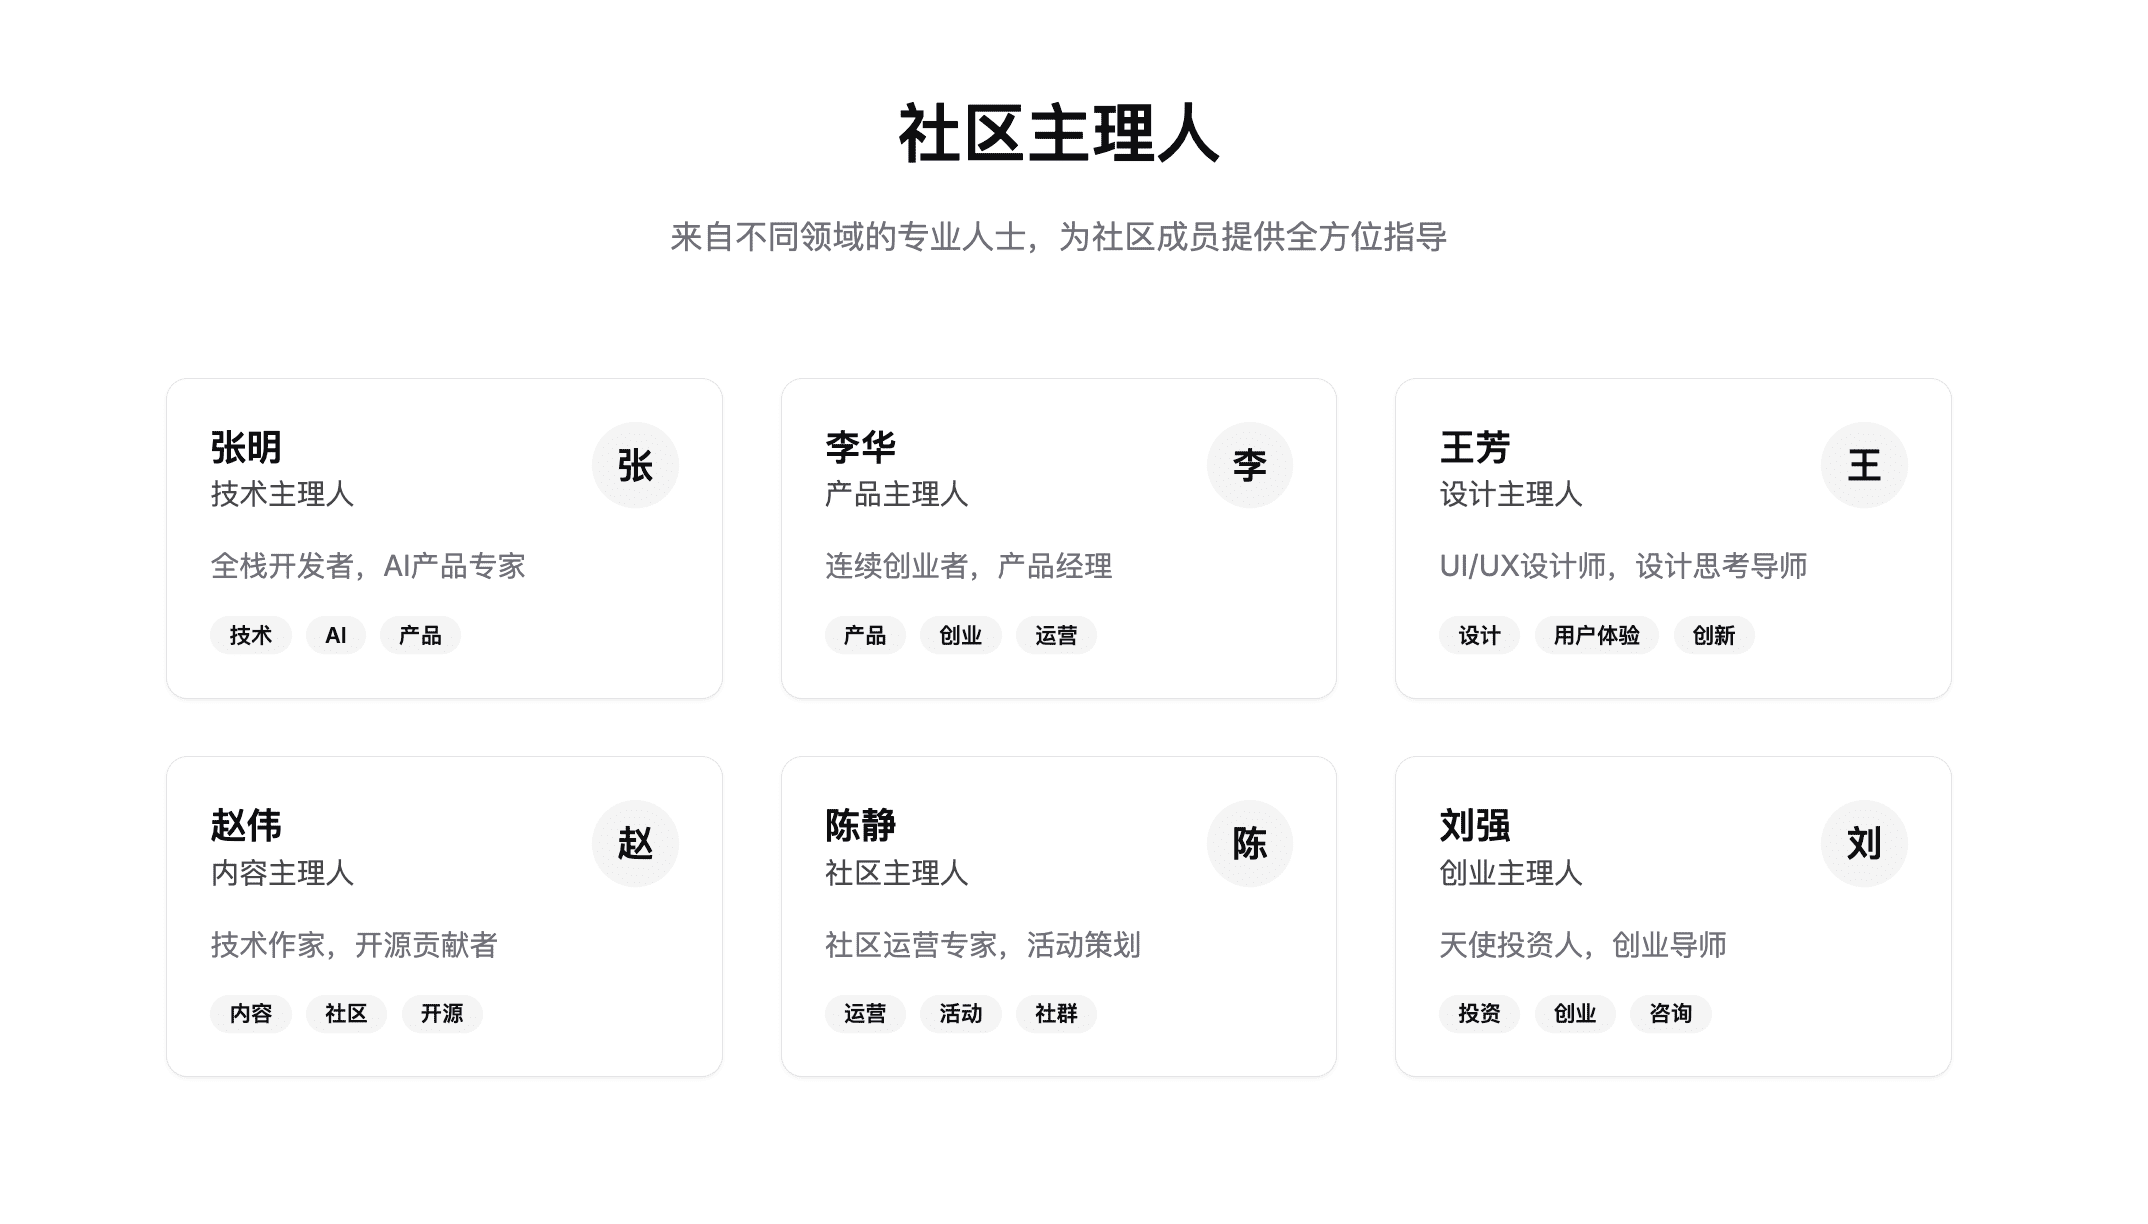 社区主理人
来自不同领域的专业人士，为社区成员提供全方位指导
张明
技术主理人
张
全栈开发者，AI产品专家
技术 AI 产品
李华
产品主理人
李
连续创业者，产品经理
产品 创业 运营
王芳
设计主理人
王
UI/UX设计师，设计思考导师
设计 用户体验 创新
赵伟
内容主理人
赵
技术作家，开源贡献者
内容 社区 开源
陈静
社区主理人
陈
社区运营专家，活动策划
运营 活动 社群
刘强
创业主理人
刘
天使投资人，创业导师
投资 创业 咨询